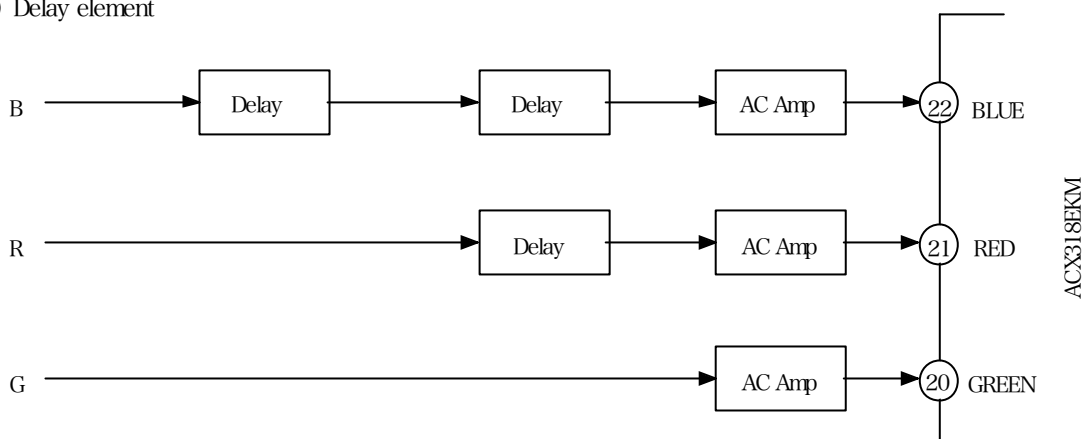 ) Delay element
B Delay Delay AC Amp 22 BLUE
R Delay AC Amp 21 RED
G AC Amp 20 GREEN
ACX318EKM